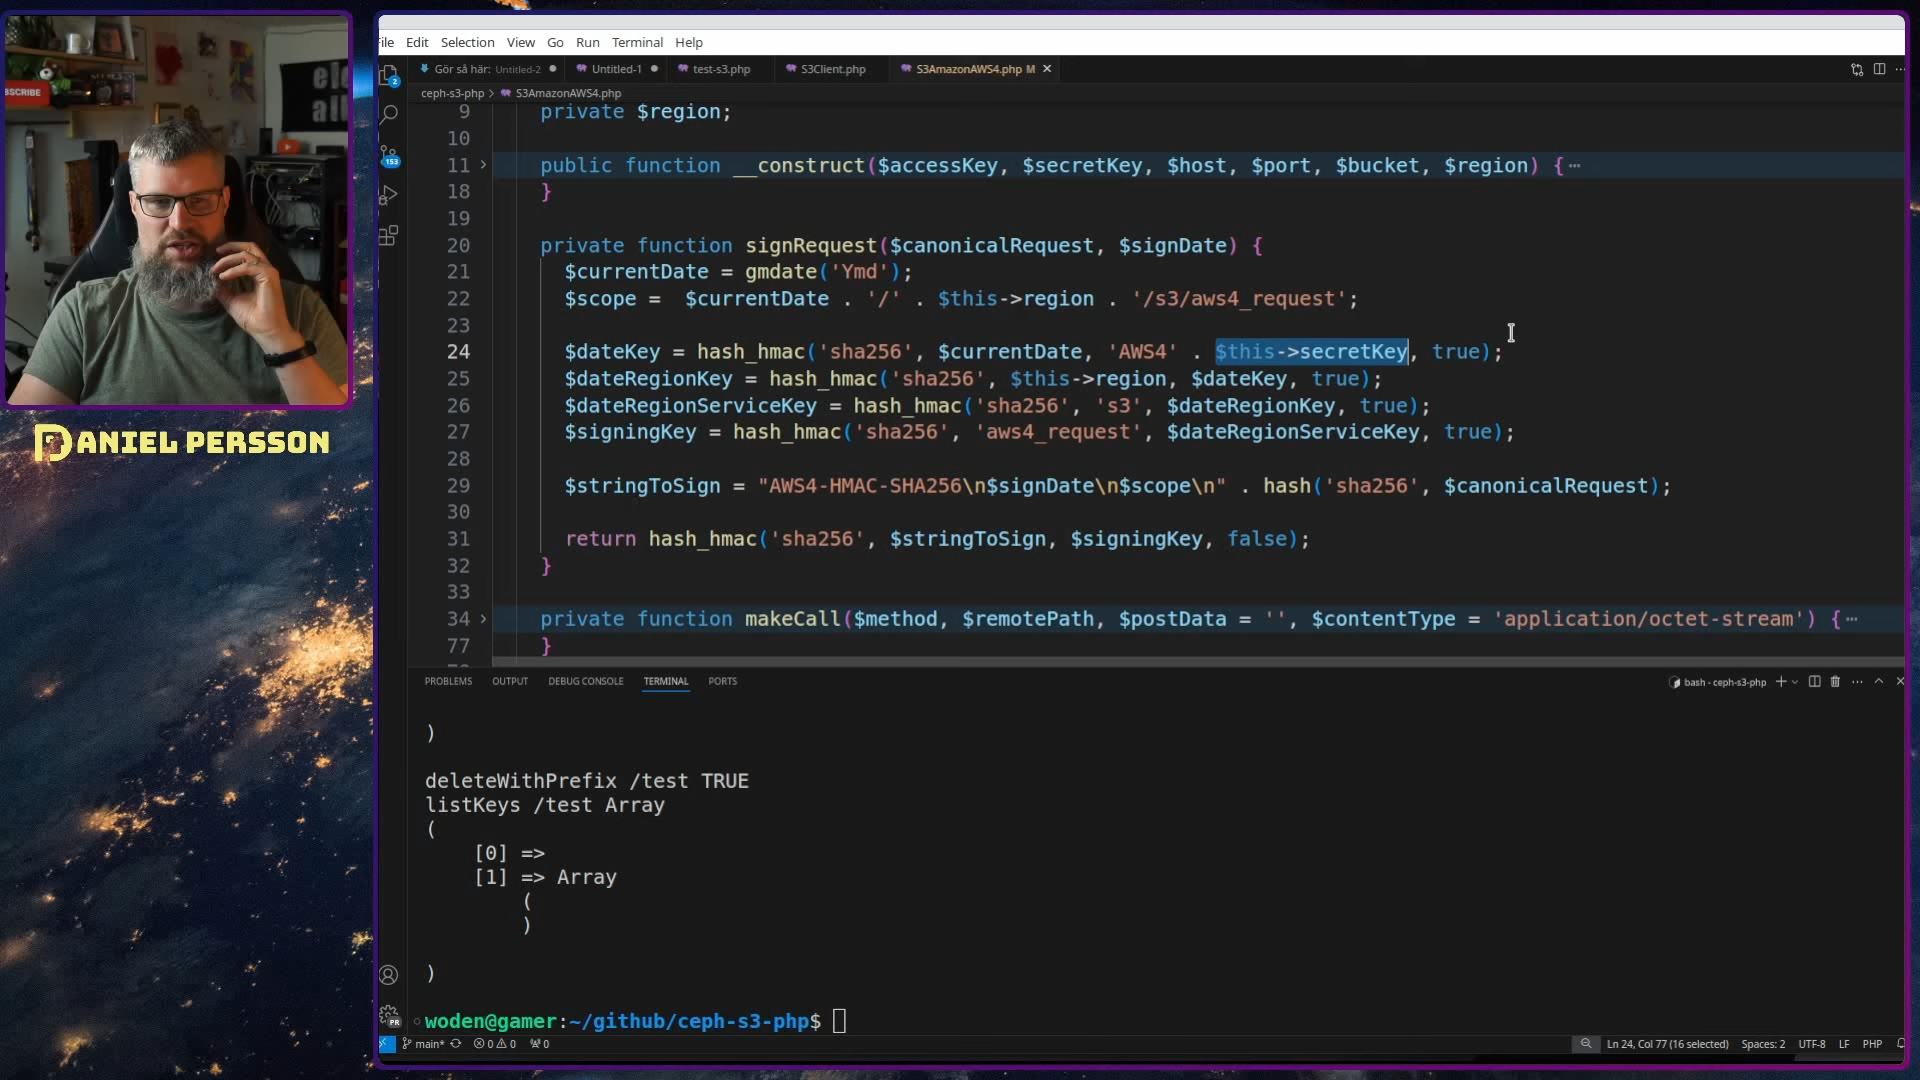 SCRIBE
DANIEL PERSSON
File Edit Selection View Go Run Terminal Help
Gör så här: Untitled-2
Untitled-1
test-s3.php
S3Client.php
S3AmazonAWS4.php M
ceph-s3-php > S3AmazonAWS4.php
2
153
9 private $region;
10
11 public function __construct($accessKey, $secretKey, $host, $port, $bucket, $region) {
18 }
19
20 private function signRequest($canonicalRequest, $signDate) {
21 $currentDate = gmdate('Ymd');
22 $scope =  $currentDate . '/' . $this->region . '/s3/aws4_request';
23
24 $dateKey = hash_hmac('sha256', $currentDate, 'AWS4' . $this->secretKey, true);
25 $dateRegionKey = hash_hmac('sha256', $this->region, $dateKey, true);
26 $dateRegionServiceKey = hash_hmac('sha256', 's3', $dateRegionKey, true);
27 $signingKey = hash_hmac('sha256', 'aws4_request', $dateRegionServiceKey, true);
28
29 $stringToSign = "AWS4-HMAC-SHA256\n$signDate\n$scope\n" . hash('sha256', $canonicalRequest);
30
31 return hash_hmac('sha256', $stringToSign, $signingKey, false);
32 }
33
34 private function makeCall($method, $remotePath, $postData = '', $contentType = 'application/octet-stream') {
77 }
PROBLEMS OUTPUT DEBUG CONSOLE TERMINAL PORTS
bash - ceph-s3-php
)
deleteWithPrefix /test TRUE
listKeys /test Array
(
[0] =>
[1] => Array
(
)
)
woden@gamer:~/github/ceph-s3-php$
PR
main* 0 0 0
Ln 24, Col 77 (16 selected) Spaces: 2 UTF-8 LF PHP